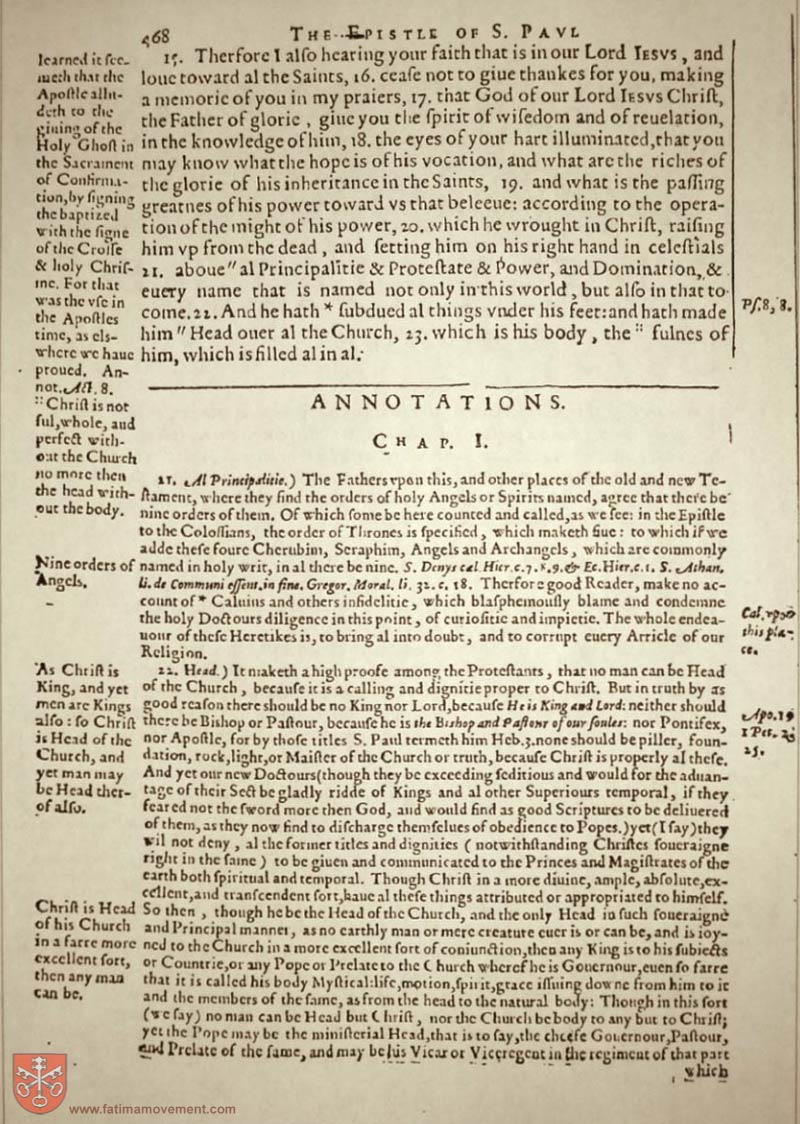 468
THE EPISTLE OF S. PAVL
15. Therfore I alſo hearing your faith that is in our Lord IESVS, and
loue toward al the Saints, 16. ceaſe not to giue thankes for you, making
a memorie of you in my praiers, 17. that God of our Lord IESVS Chriſt,
the Father of glorie, giue you the ſpirit of wiſedom and of reuelation,
in the knowledge of him, 18. the eyes of your hart illuminated, that you
may know what the hope is of his vocation, and what are the riches of
the glorie of his inheritance in the Saints, 19. and what is the paſſing
greatnes of his power toward vs that beleeue: according to the opera-
tion of the might of his power, 20. which he wrought in Chriſt, raiſing
him vp from the dead, and ſetting him on his right hand in celeſtials
21. aboue " al Principalitie & Proteſtate & Power, and Domination, &
euery name that is named not only in this world, but alſo in that to
come. 22. And he hath * ſubdued al things vnder his feet: and hath made
him " Head ouer al the Church, 23. which is his body, the :: fulnes of
him, which is filled al in al.
learned it ſee-
meth that the
Apoſtle allu-
deth to the
giuing of the
Holy Ghoſt in
the Sacrament
of Confirma-
tion, by ſigning
the baptized
with the ſigne
of the Croſſe
& holy Chriſ-
me. For that
was the vſe in
the Apoſtles
time, as els-
where we haue
proued. An-
not. Act. 8.
:: Chriſt is not
ful, whole, and
perfect with-
out the Church
no more then
the head with-
out the body.
Pſ. 8, 8.
ANNOTATIONS.
CHAP. I.
21. Al Principalitie.) The Fathers vpon this, and other places of the old and new Te-
ſtament, where they find the orders of holy Angels or Spirits named, agree that there be
nine orders of them. Of which ſome be here counted and called, as we ſee: in the Epiſtle
to the Coloſſians, the order of Thrones is ſpecified, which maketh fiue: to which if we
adde theſe foure Cherubim, Seraphim, Angels and Archangels, which are commonly
named in holy writ, in al there be nine. S. Denys cal. Hier. c. 7. 8. 9. & Ec. Hier. c. 1. S. Athan.
li. de Communi eſſent. in fine. Gregor. Moral. li. 32. c. 18. Therfore good Reader, make no ac-
count of * Caluins and others infidelitie, which blaſphemouſly blame and condemne
the holy Doctours diligence in this point, of curioſitie and impietie. The whole endea-
uour of theſe Heretikes is, to bring al into doubt, and to corrupt euery Article of our
Religion.
Nine orders of
Angels.
Cal. vpon
this pla-
ce.
22. Head.) It maketh a high proofe among the Proteſtants, that no man can be Head
of the Church, becauſe it is a calling and dignitie proper to Chriſt. But in truth by as
good reaſon there ſhould be no King nor Lord, becauſe He is King and Lord: neither ſhould
there be Biſhop or Paſtour, becauſe he is the Biſhop and Paſtour of our ſoules: nor Pontifex,
nor Apoſtle, for by thoſe titles S. Paul termeth him Heb. 3. none ſhould be piller, foun-
dation, rock, light, or Maiſter of the Church or truth, becauſe Chriſt is properly al theſe.
And yet our new Doctours (though they be exceeding ſeditious and would for the aduan-
tage of their Sect be gladly ridde of Kings and al other Superiours temporal, if they
feared not the ſword more then God, and would find as good Scriptures to be deliuered
of them, as they now find to diſcharge themſelues of obedience to Popes.) yet (I ſay) they
wil not deny, al the former titles and dignities (notwithſtanding Chriſtes ſoueraigne
right in the ſame) to be giuen and communicated to the Princes and Magiſtrates of the
earth both ſpiritual and temporal. Though Chriſt in a more diuine, ample, abſolute, ex-
cellent, and tranſcendent ſort, haue al theſe things attributed or appropriated to himſelf.
So then, though he be the Head of the Church, and the only Head in ſuch ſoueraigne
and Principal manner, as no earthly man or mere creature euer is or can be, and is ioy-
ned to the Church in a more excellent ſort of coniunction, then any King is to his ſubiects
or Countrie, or any Pope or Prelate to the Church wherof he is Gouernour, euen ſo farre
that it is called his body Myſtical: life, motion, ſpirit, grace iſſuing downe from him to it
and the members of the ſame, as from the head to the natural body: Though in this ſort
(we ſay) no man can be Head but Chriſt, nor the Church be body to any but to Chriſt;
yet the Pope may be the miniſterial Head, that is to ſay, the cheefe Gouernour, Paſtour,
and Prelate of the ſame, and may be his Vicar or Viceregent in the regiment of that part
which
As Chriſt is
King, and yet
men are Kings
alſo: ſo Chriſt
is Head of the
Church, and
yet man may
be Head ther-
of alſo.
Apo. 19
1 Pet. 2,
25.
Chriſt is Head
of his Church
in a farre more
excellent ſort,
then any man
can be.
www.fatimamovement.com